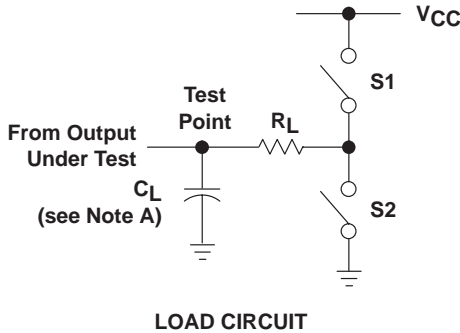 VCC
S1
Test
Point
RL
From Output
Under Test
CL
(see Note A)
S2
LOAD CIRCUIT